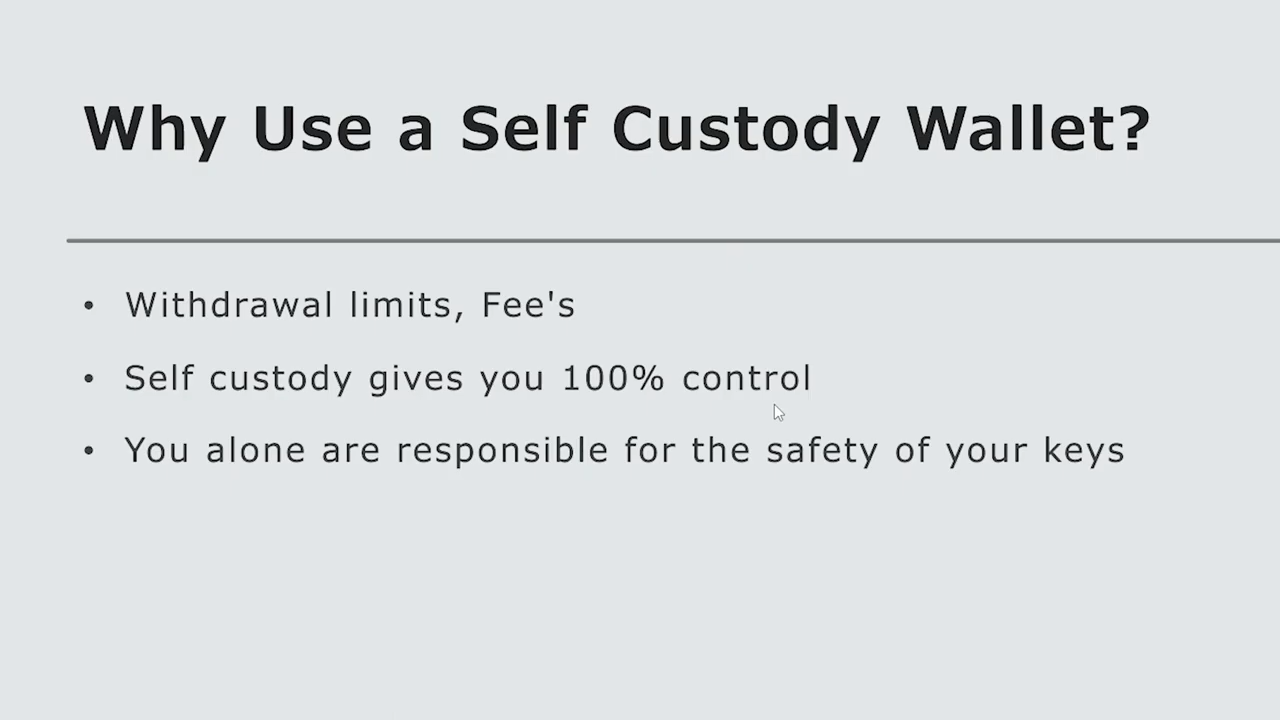 Why Use a Self Custody Wallet?
• Withdrawal limits, Fee's
• Self custody gives you 100% control
• You alone are responsible for the safety of your keys